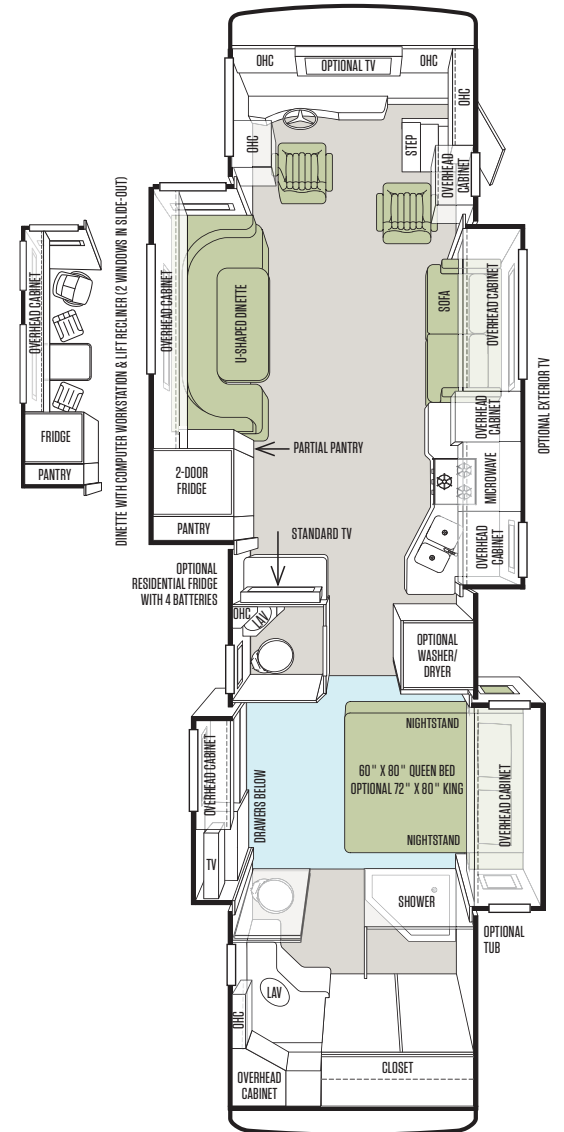 OHC
OPTIONAL TV
OHC
OHC
OHC
STEP
OVERHEAD
CABINET
OVERHEAD CABINET
FRIDGE
PANTRY
DINETTE WITH COMPUTER WORKSTATION & LIFT RECLINER (2 WINDOWS IN SLIDE-OUT)
OVERHEAD CABINET
U-SHAPED DINETTE
SOFA
OVERHEAD CABINET
OPTIONAL EXTERIOR TV
OVERHEAD
CABINET
PARTIAL PANTRY
2-DOOR
FRIDGE
PANTRY
MICROWAVE
OVERHEAD
CABINET
STANDARD TV
OPTIONAL
RESIDENTIAL FRIDGE
WITH 4 BATTERIES
OHC
LAV
OPTIONAL
WASHER/
DRYER
OVERHEAD CABINET
TV
DRAWERS BELOW
NIGHTSTAND
60" X 80" QUEEN BED
OPTIONAL 72" X 80" KING
NIGHTSTAND
OVERHEAD CABINET
SHOWER
OPTIONAL
TUB
LAV
OHC
OVERHEAD
CABINET
CLOSET